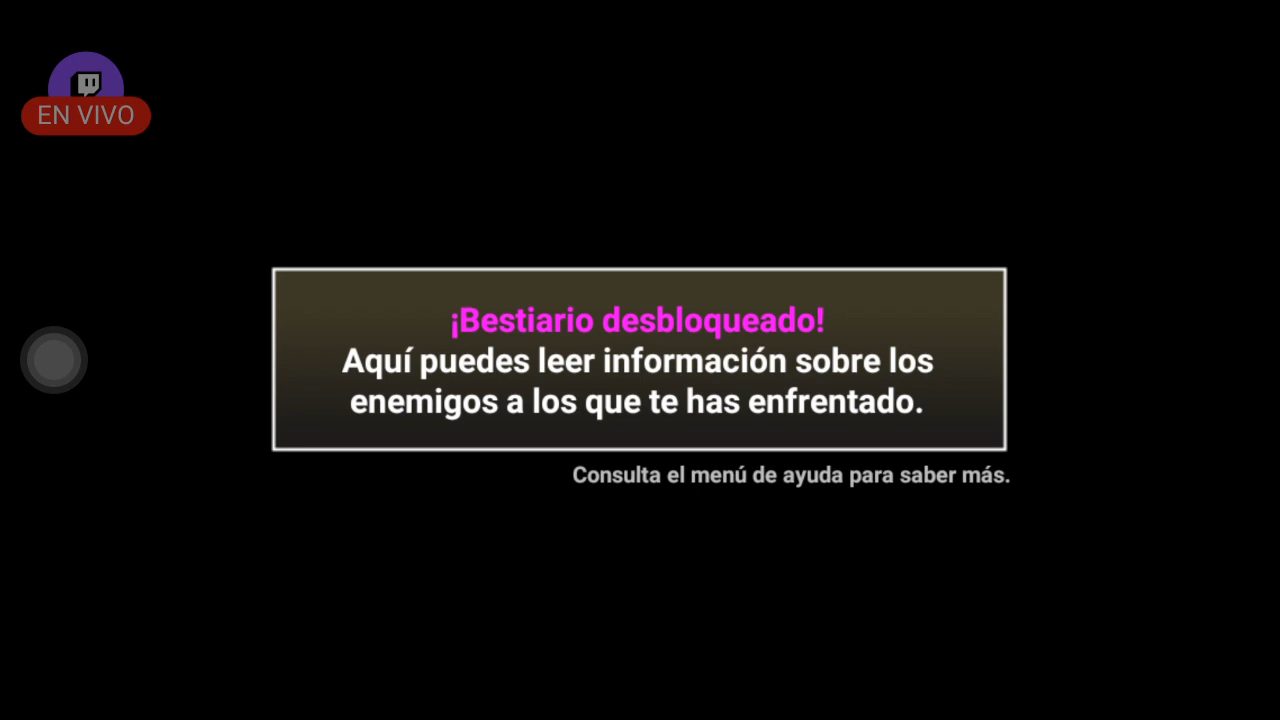 EN VIVO
¡Bestiario desbloqueado!
Aquí puedes leer información sobre los
enemigos a los que te has enfrentado.
Consulta el menú de ayuda para saber más.